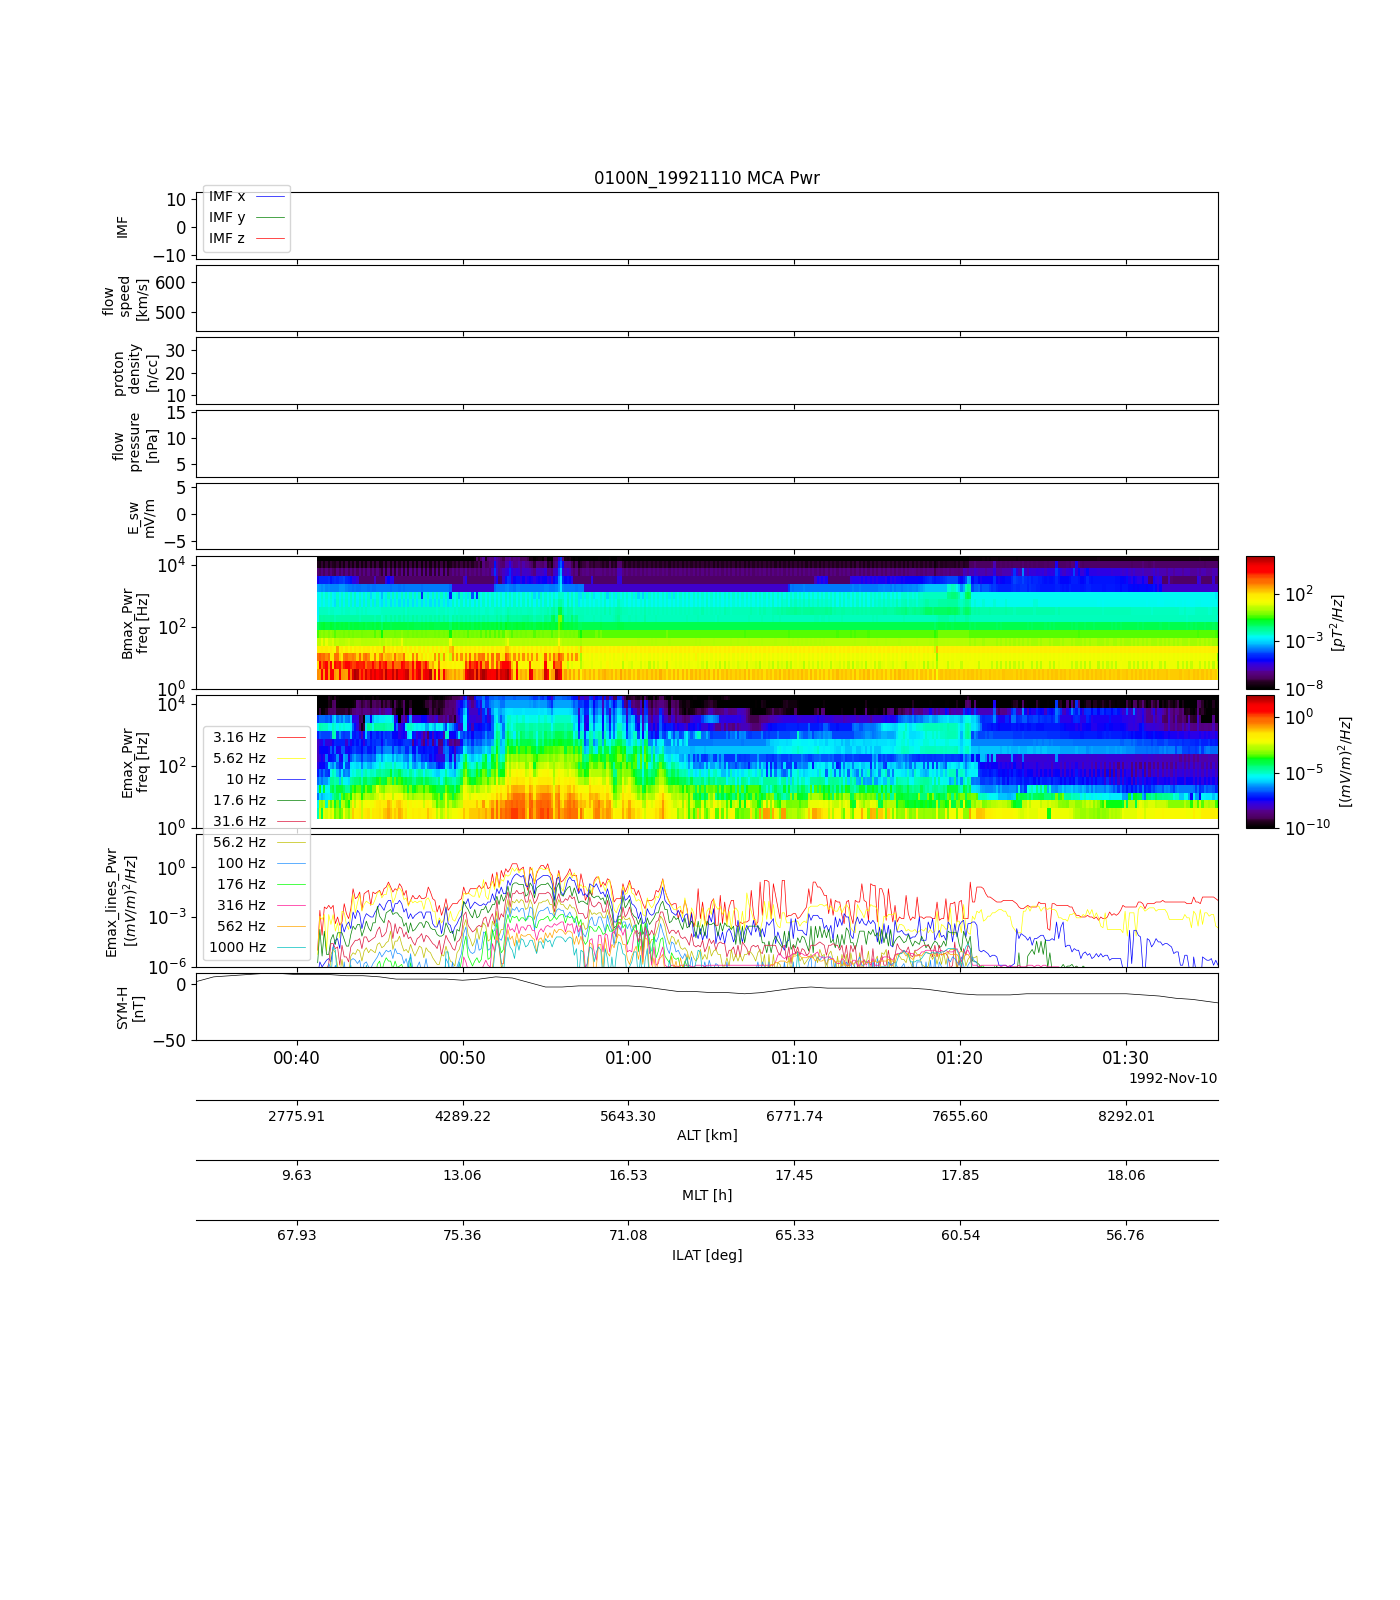 0100N_19921110 MCA Pwr
IMF
10
0
−10
IMF x
IMF y
IMF z
flow
speed
[km/s]
600
500
proton
density
[n/cc]
30
20
10
flow
pressure
[nPa]
15
10
5
E_sw
mV/m
5
0
−5
Bmax_Pwr
freq [Hz]
10^4
10^2
10^0
10^2
10^−3
10^−8
[pT^2/Hz]
Emax_Pwr
freq [Hz]
10^4
10^2
10^0
10^0
10^−5
10^−10
[(mV/m)^2/Hz]
3.16 Hz
5.62 Hz
10 Hz
17.6 Hz
31.6 Hz
56.2 Hz
100 Hz
176 Hz
316 Hz
562 Hz
1000 Hz
Emax_lines_Pwr
[(mV/m)^2/Hz]
10^0
10^−3
10^−6
SYM-H
[nT]
0
−50
00:40 00:50 01:00 01:10 01:20 01:30
1992-Nov-10
2775.91 4289.22 5643.30 6771.74 7655.60 8292.01
ALT [km]
9.63 13.06 16.53 17.45 17.85 18.06
MLT [h]
67.93 75.36 71.08 65.33 60.54 56.76
ILAT [deg]